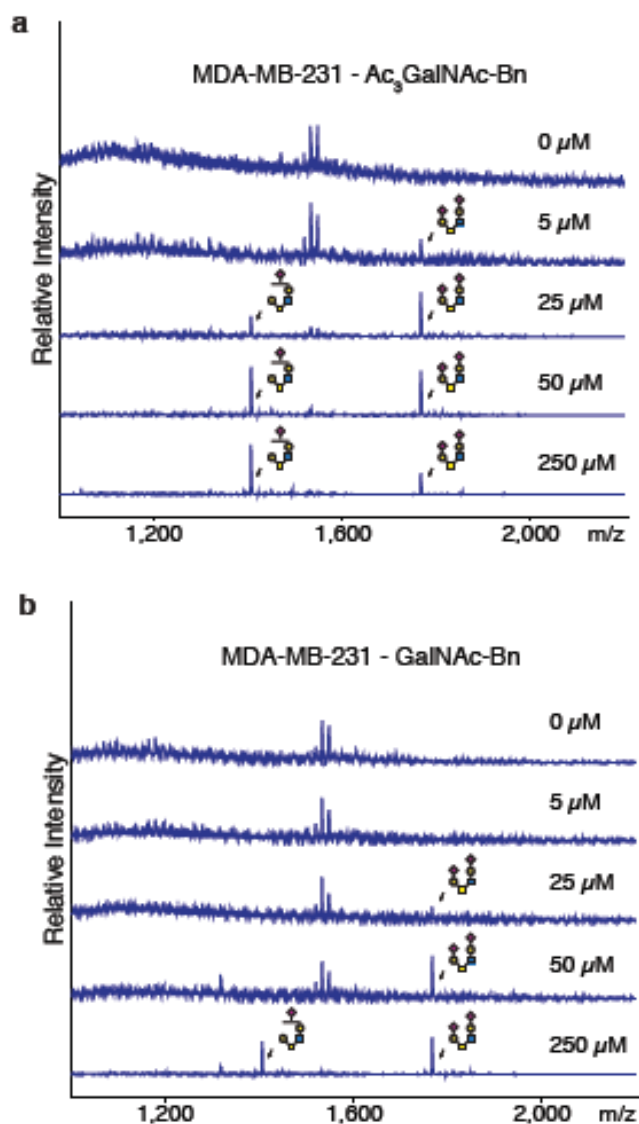 a
MDA-MB-231 - Ac₃GalNAc-Bn
0 µM
5 µM
25 µM
50 µM
250 µM
Relative Intensity
1,200 1,600 2,000 m/z
b
MDA-MB-231 - GalNAc-Bn
0 µM
5 µM
25 µM
50 µM
250 µM
Relative Intensity
1,200 1,600 2,000 m/z